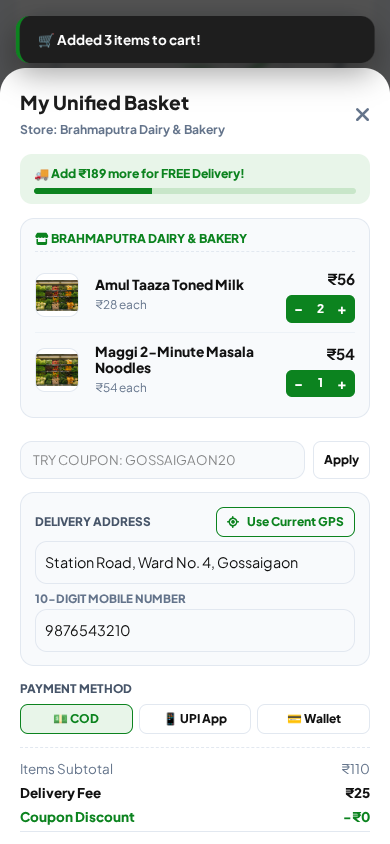 🛒 Added 3 items to cart!
My Unified Basket
Store: Brahmaputra Dairy & Bakery
🚚 Add ₹189 more for FREE Delivery!
BRAHMAPUTRA DAIRY & BAKERY
Amul Taaza Toned Milk
₹56
₹28 each
- 2 +
Maggi 2-Minute Masala
Noodles
₹54
₹54 each
- 1 +
TRY COUPON: GOSSAIGAON20
Apply
DELIVERY ADDRESS
Use Current GPS
Station Road, Ward No. 4, Gossaigaon
10-DIGIT MOBILE NUMBER
9876543210
PAYMENT METHOD
💵 COD
📱 UPI App
💳 Wallet
Items Subtotal ₹110
Delivery Fee ₹25
Coupon Discount -₹0